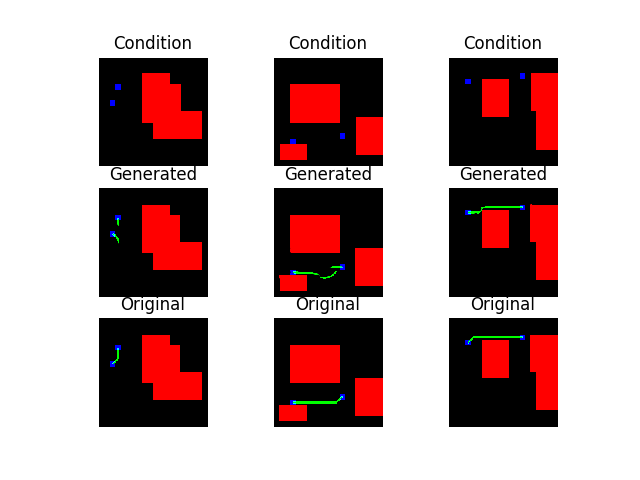 Condition Condition Condition
Generated Generated Generated
Original Original Original